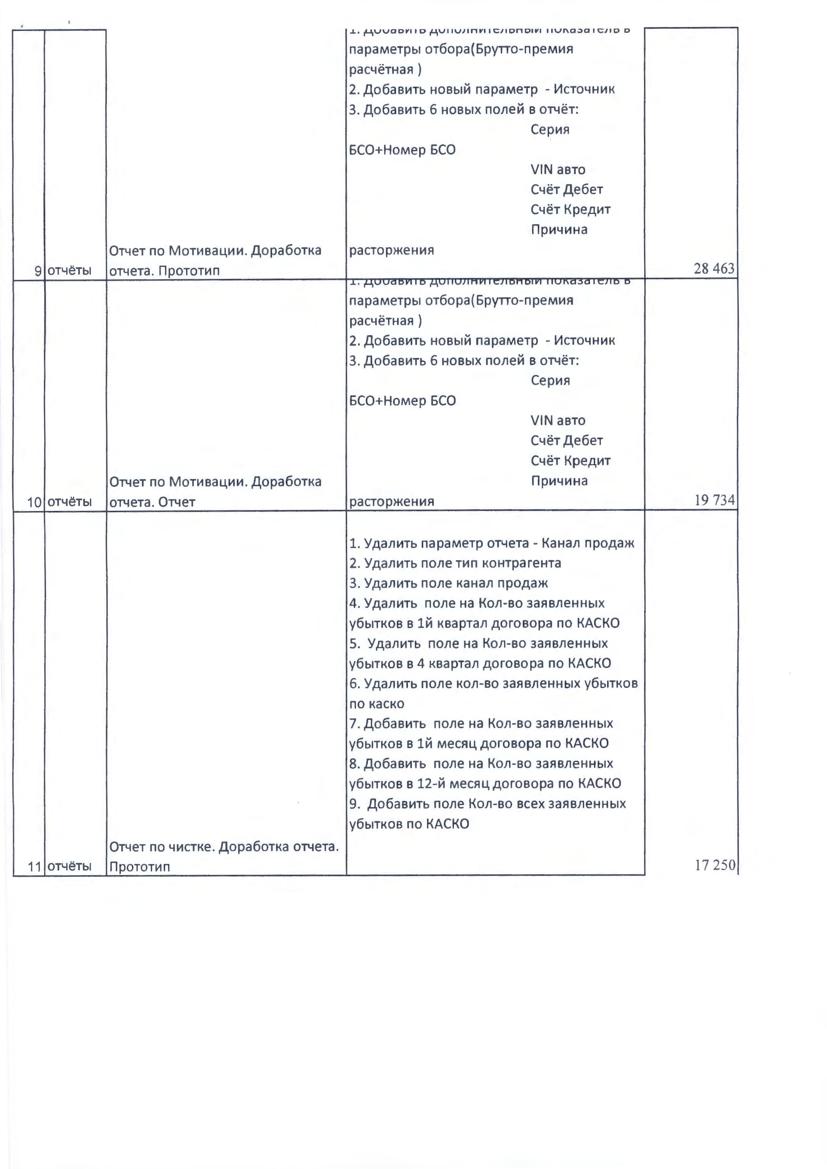 1. Добавить дополнительный показатель в
параметры отбора(Брутто-премия
расчётная )
2. Добавить новый параметр  - Источник
3. Добавить 6 новых полей в отчёт:
Серия
БСО+Номер БСО
VIN авто
Счёт Дебет
Счёт Кредит
Причина
Отчет по Мотивации. Доработка расторжения
9 отчёты отчета. Прототип 28 463
1. Добавить дополнительный показатель в
параметры отбора(Брутто-премия
расчётная )
2. Добавить новый параметр  - Источник
3. Добавить 6 новых полей в отчёт:
Серия
БСО+Номер БСО
VIN авто
Счёт Дебет
Счёт Кредит
Отчет по Мотивации. Доработка Причина
10 отчёты отчета. Отчет расторжения 19 734
1. Удалить параметр отчета - Канал продаж
2. Удалить поле тип контрагента
3. Удалить поле канал продаж
4. Удалить  поле на Кол-во заявленных
убытков в 1й квартал договора по КАСКО
5.  Удалить  поле на Кол-во заявленных
убытков в 4 квартал договора по КАСКО
6. Удалить поле кол-во заявленных убытков
по каско
7. Добавить  поле на Кол-во заявленных
убытков в 1й месяц договора по КАСКО
8. Добавить  поле на Кол-во заявленных
убытков в 12-й месяц договора по КАСКО
9.  Добавить поле Кол-во всех заявленных
убытков по КАСКО
Отчет по чистке. Доработка отчета.
11 отчёты Прототип 17 250